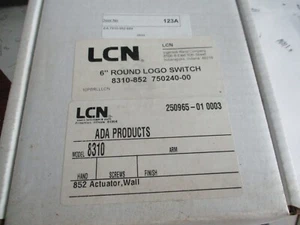 123A
LCN
LCN
6" ROUND LOGO SWITCH
8310-852 750240-00
LCN
250965-01 0003
ADA PRODUCTS
MODEL 8310 ARM
HAND SCREWS FINISH
852 Actuator,Wall